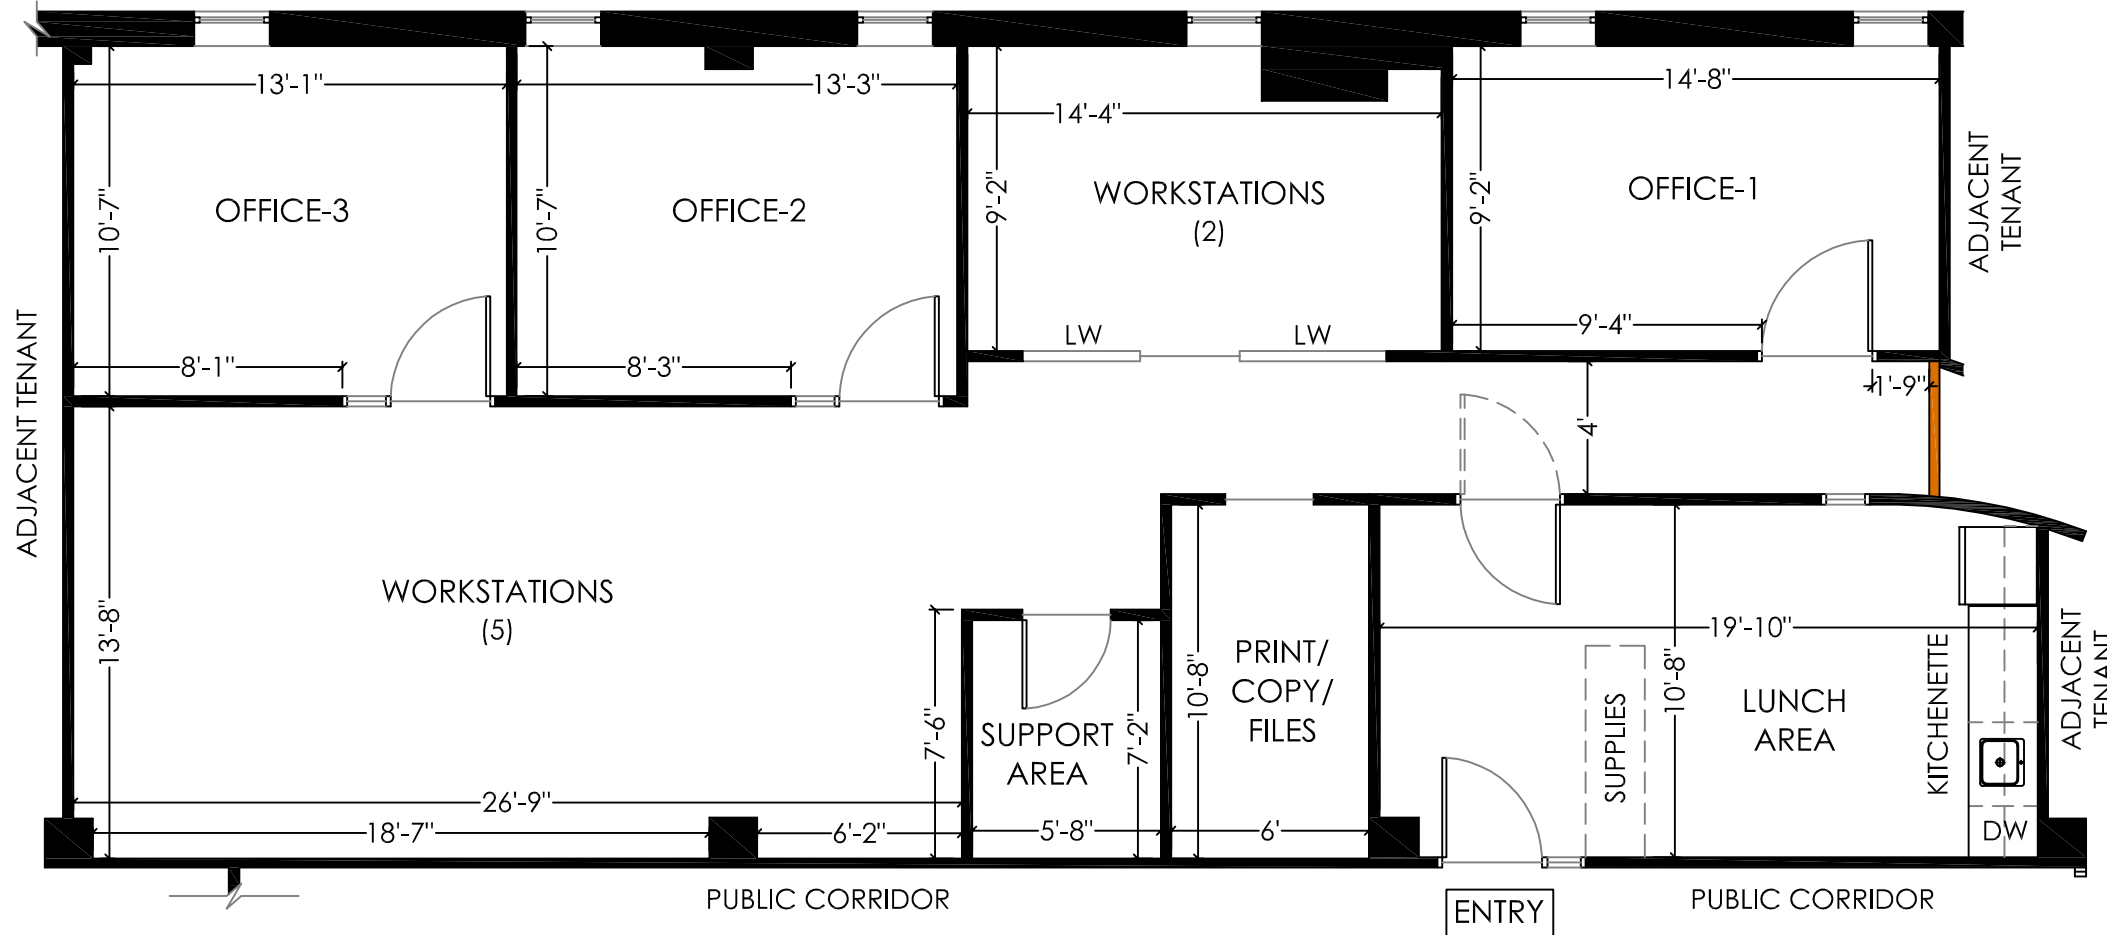 13'-1"
13'-3"
14'-4"
14'-8"
10'-7"
OFFICE-3
10'-7"
OFFICE-2
9'-2"
WORKSTATIONS
(2)
9'-2"
OFFICE-1
ADJACENT
TENANT
8'-1"
8'-3"
LW
LW
9'-4"
1'-9"
4'
ADJACENT TENANT
13'-8"
WORKSTATIONS
(5)
26'-9"
18'-7"
6'-2"
7'-6"
SUPPORT
AREA
7'-2"
5'-8"
10'-8"
PRINT/
COPY/
FILES
6'
19'-10"
10'-8"
SUPPLIES
LUNCH
AREA
KITCHENETTE
DW
ADJACENT
TENANT
PUBLIC CORRIDOR
ENTRY
PUBLIC CORRIDOR